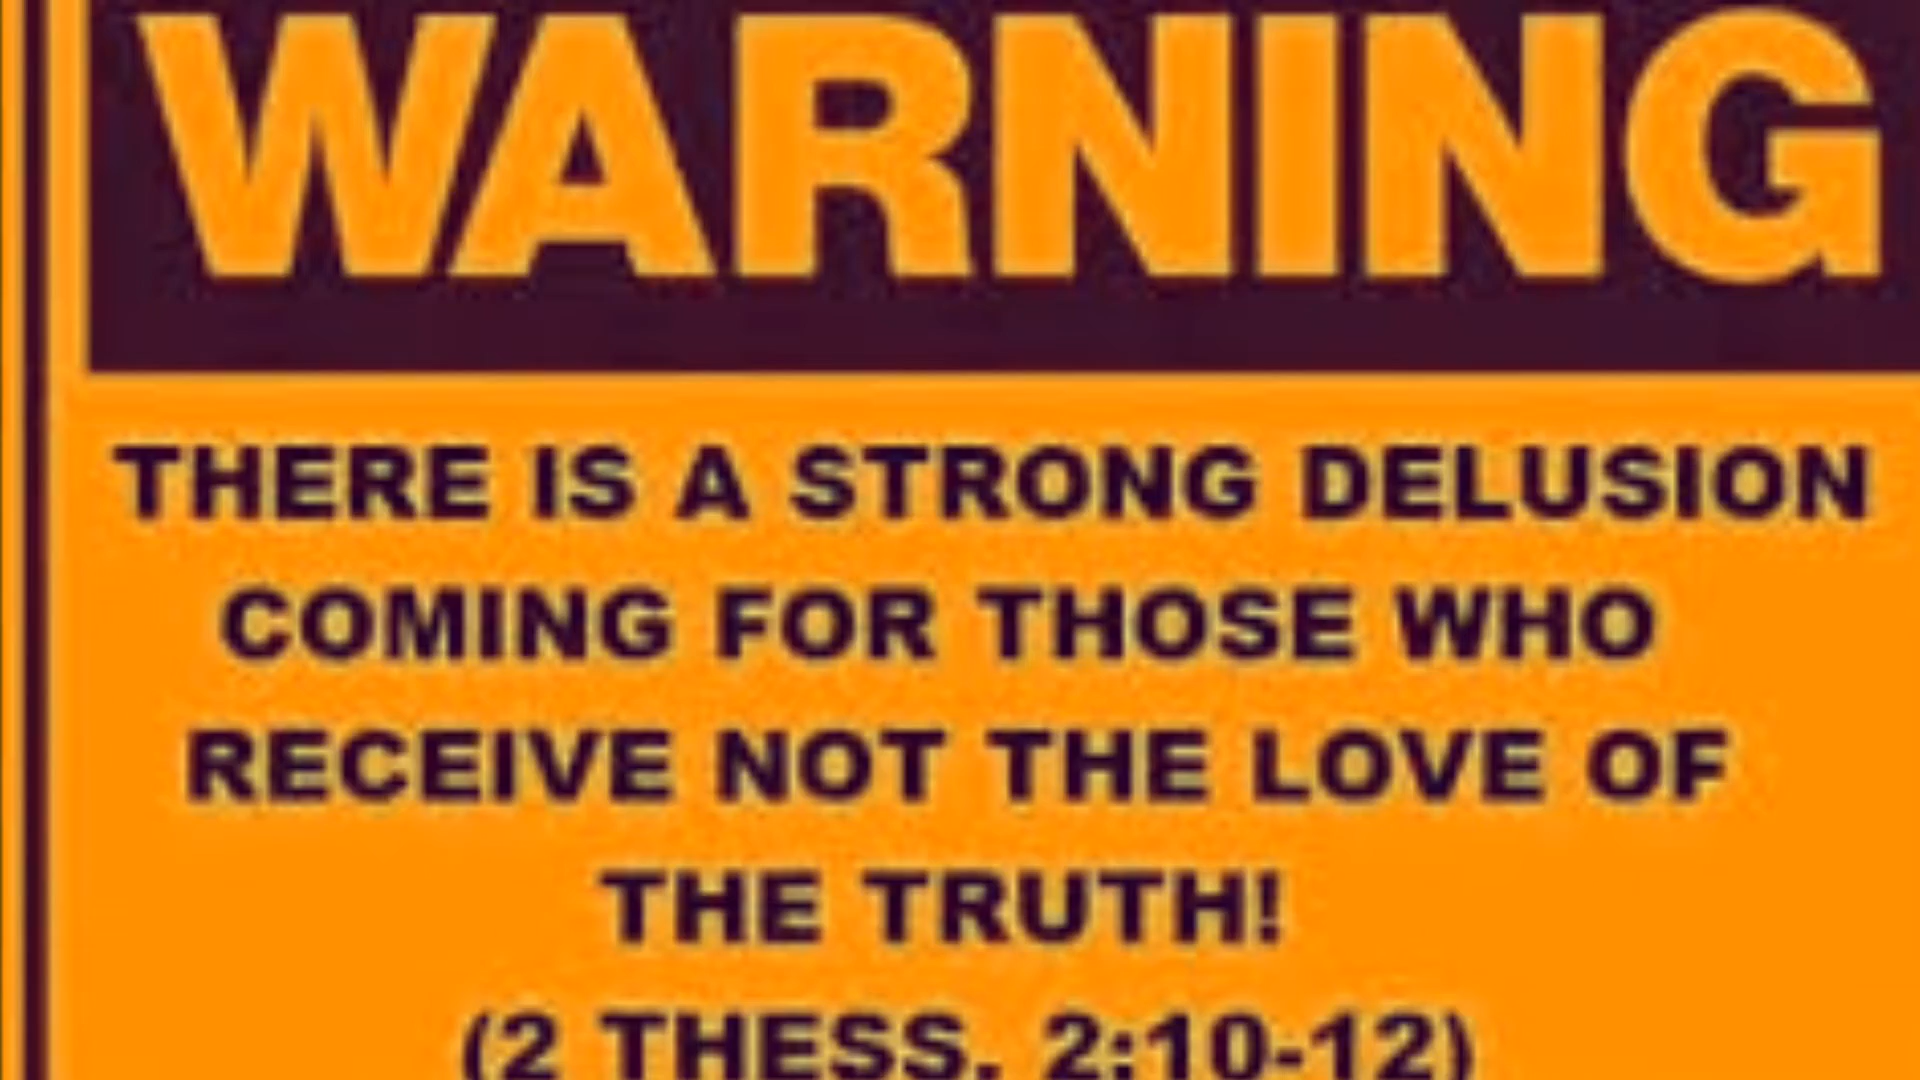 WARNING
THERE IS A STRONG DELUSION
COMING FOR THOSE WHO
RECEIVE NOT THE LOVE OF
THE TRUTH!
(2 THESS. 2:10-12)